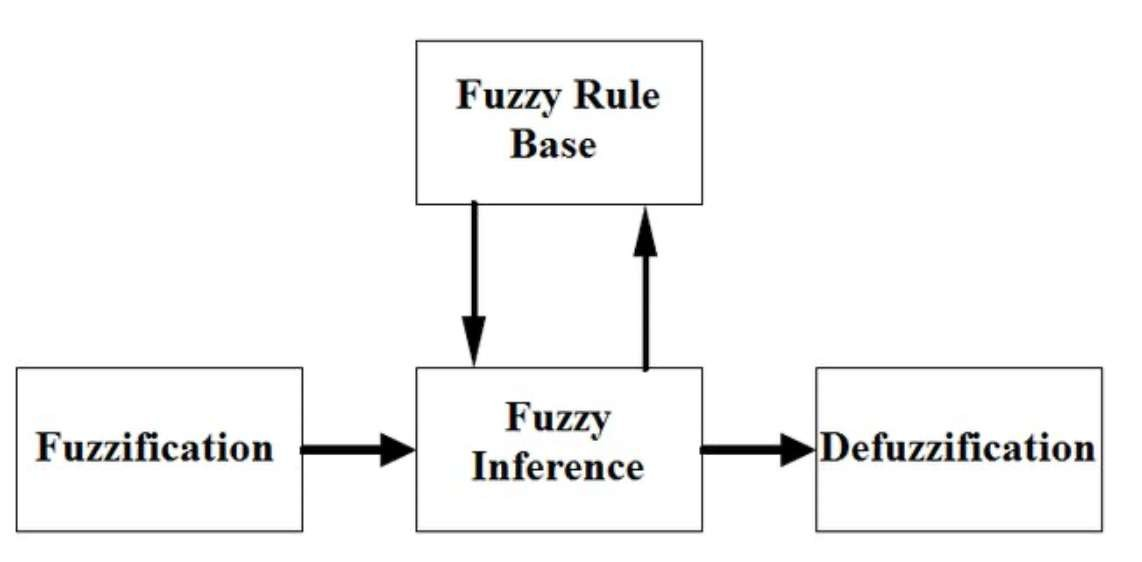 Fuzzy Rule
Base
Fuzzification
Fuzzy
Inference
Defuzzification